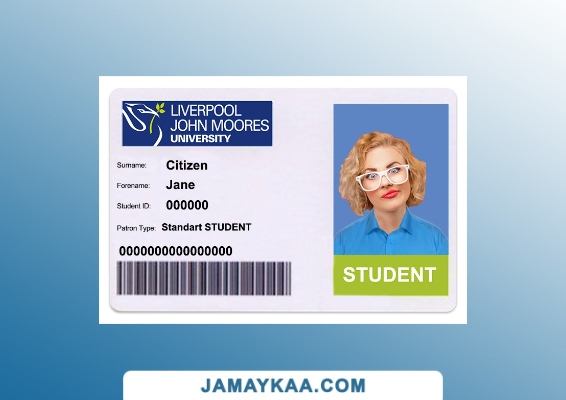 LIVERPOOL
JOHN MOORES
UNIVERSITY
Surname: Citizen
Forename: Jane
Student ID: 000000
Patron Type: Standart STUDENT
0000000000000000
STUDENT
JAMAYKAA.COM